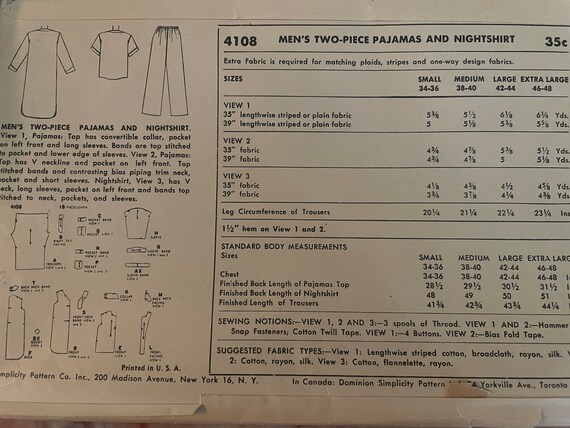 MEN'S TWO-PIECE PAJAMAS AND NIGHTSHIRT.
View 1, Pajamas: Top has convertible collar, pocket
on left front and long sleeves. Bands are top stitched
to pocket and lower edge of sleeves. View 2, Pajamas:
Top has V neckline and pocket on left front. Top
stitched bands and contrasting bias piping trim neck,
pocket and short sleeves. Nightshirt, View 3, has V
neck, long sleeves, pocket on left front and bands top
stitched to neck, pockets, and sleeves.
4108
Printed in U. S. A.
implicity Pattern Co. Inc., 200 Madison Avenue, New York 16, N. Y.
4108 MEN'S TWO-PIECE PAJAMAS AND NIGHTSHIRT 35c
Extra Fabric is required for matching plaids, stripes and one-way design fabrics.
SIZES SMALL MEDIUM LARGE EXTRA LARGE
34-36 38-40 42-44 46-48
VIEW 1
35" lengthwise striped or plain fabric 5⅜ 5½ 6⅛ 6¼ Yds.
39" lengthwise striped or plain fabric 5 5⅛ 5⅜ 5⅝ Yds.
VIEW 2
35" fabric 4¾ 4⅞ 5⅜ 5½ Yds.
39" fabric 4¾ 4⅞ 5 5⅛ Yds.
VIEW 3
35" fabric 4⅛ 4⅜ 4½ 4⅝ Yds.
39" fabric 3¾ 3⅞ 4¼ 4⅜ Yds.
Leg Circumference of Trousers 20¼ 21¼ 22¼ 23¼ Ins
1½" hem on View 1 and 2.
STANDARD BODY MEASUREMENTS
Sizes SMALL MEDIUM LARGE EXTRA LARGE
34-36 38-40 42-44 46-48
Chest 34-36 38-40 42-44 46-48
Finished Back Length of Pajama Top 28½ 29½ 30½ 31½
Finished Back Length of Nightshirt 48 49 50 51
Finished Length of Trousers 41¾ 42¾ 43¾ 44¼
SEWING NOTIONS:—VIEW 1, 2 AND 3:—3 spools of Thread. VIEW 1 AND 2:—Hammer
Snap Fasteners; Cotton Twill Tape. VIEW 1:—4 Buttons. VIEW 2:—Bias Fold Tape.
SUGGESTED FABRIC TYPES:—View 1: Lengthwise striped cotton, broadcloth, rayon, silk.
2: Cotton, rayon, silk. View 3: Cotton, flannelette, rayon.
In Canada: Dominion Simplicity Pattern Yorkville Ave., Toronto